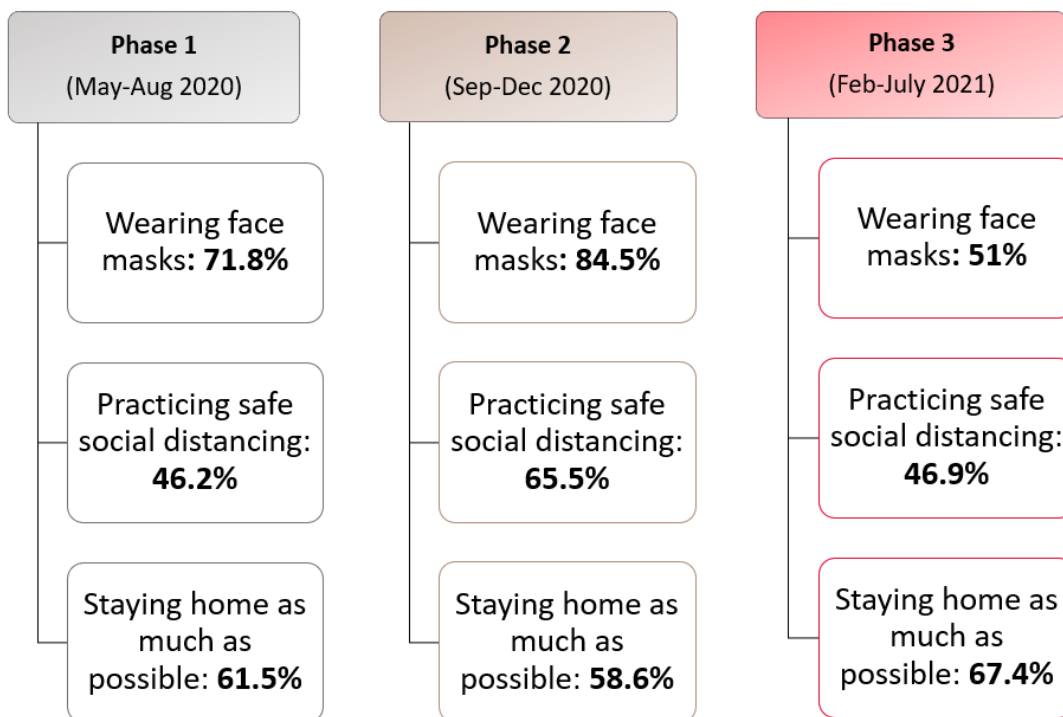 Phase 1
(May-Aug 2020)
Wearing face
masks: 71.8%
Practicing safe
social distancing:
46.2%
Staying home as
much as
possible: 61.5%
Phase 2
(Sep-Dec 2020)
Wearing face
masks: 84.5%
Practicing safe
social distancing:
65.5%
Staying home as
much as
possible: 58.6%
Phase 3
(Feb-July 2021)
Wearing face
masks: 51%
Practicing safe
social distancing:
46.9%
Staying home as
much as
possible: 67.4%